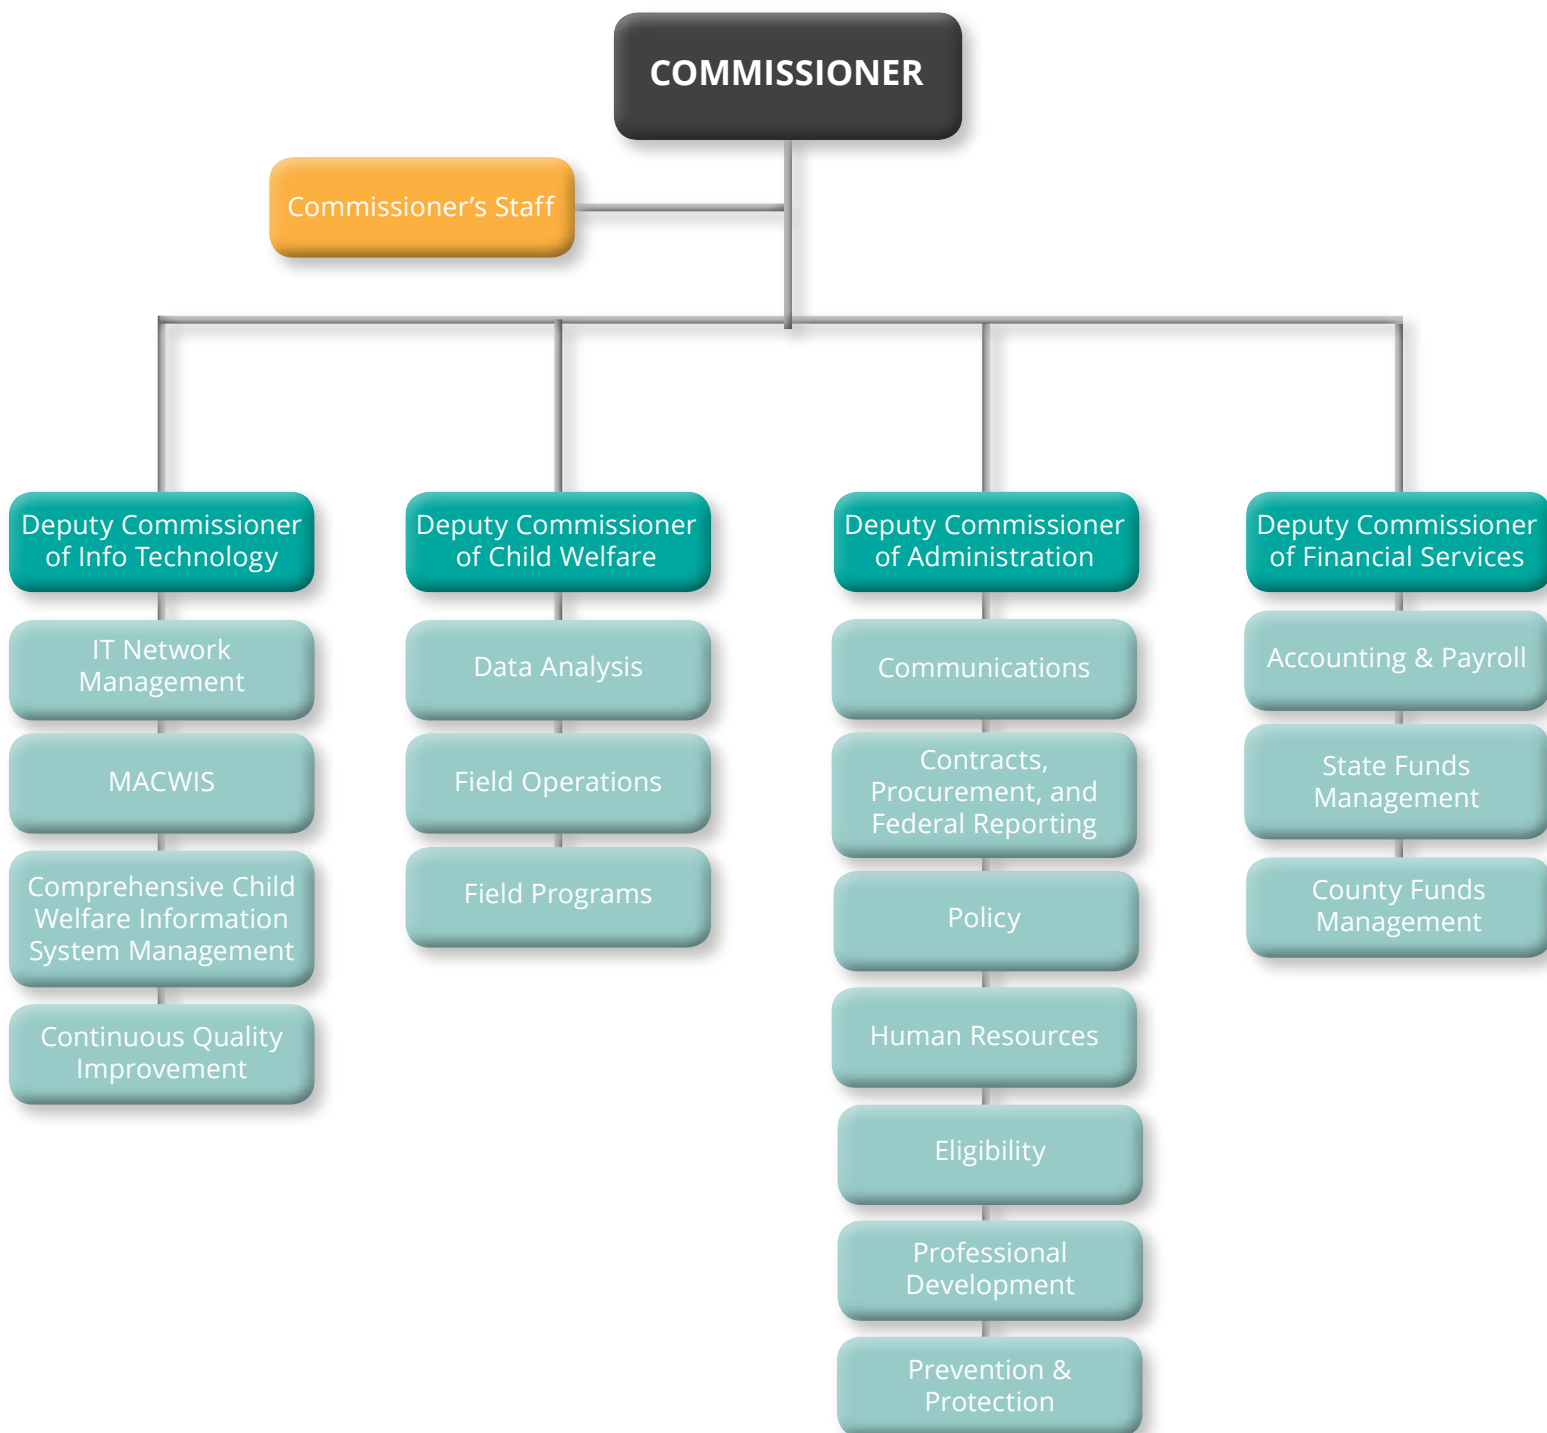 COMMISSIONER
Commissioner’s Staff
Deputy Commissioner
of Info Technology
IT Network
Management
MACWIS
Comprehensive Child
Welfare Information
System Management
Continuous Quality
Improvement
Deputy Commissioner
of Child Welfare
Data Analysis
Field Operations
Field Programs
Deputy Commissioner
of Administration
Communications
Contracts,
Procurement, and
Federal Reporting
Policy
Human Resources
Eligibility
Professional
Development
Prevention &
Protection
Deputy Commissioner
of Financial Services
Accounting & Payroll
State Funds
Management
County Funds
Management